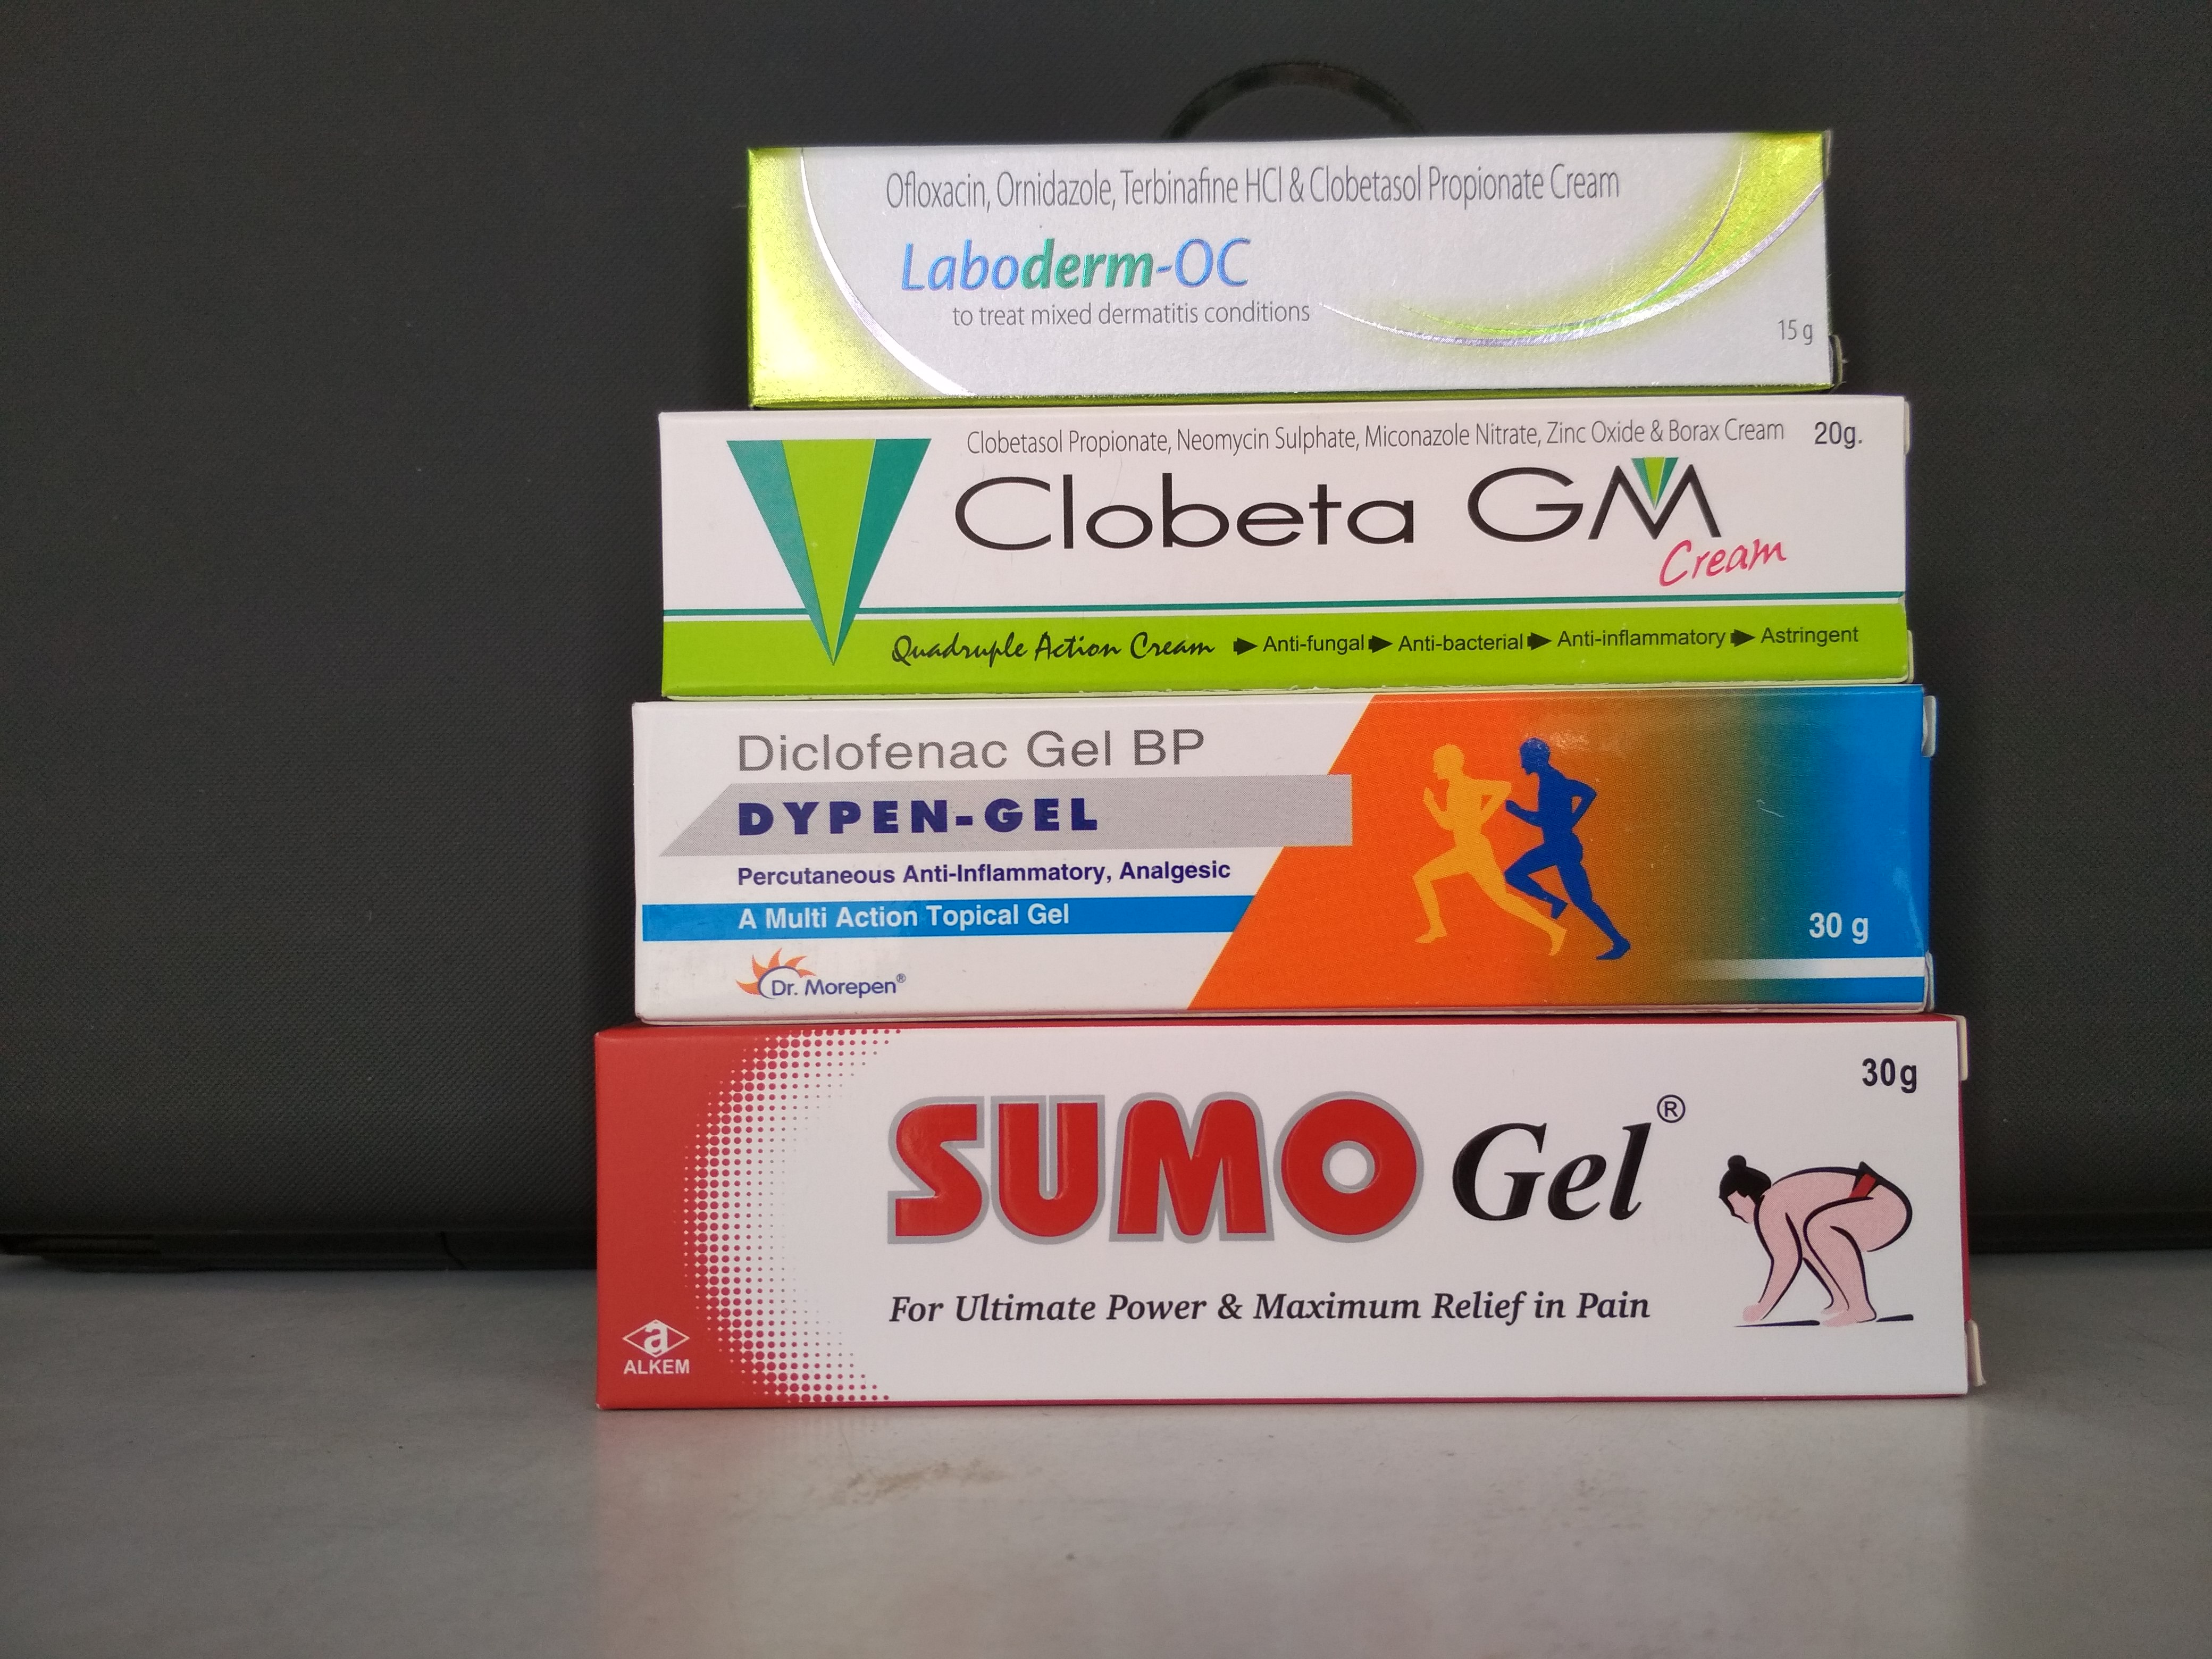 Ofloxacin, Ornidazole, Terbinafine HCl & Clobetasol Propionate Cream
Laboderm-OC
to treat mixed dermatitis conditions
15 g
Clobetasol Propionate, Neomycin Sulphate, Miconazole Nitrate, Zinc Oxide & Borax Cream 20g.
Clobeta GM
Cream
Quadruple Action Cream Anti-fungal Anti-bacterial Anti-inflammatory Astringent
Diclofenac Gel BP
DYPEN-GEL
Percutaneous Anti-Inflammatory, Analgesic
A Multi Action Topical Gel
30 g
Dr. Morepen®
30g
SUMO Gel®
For Ultimate Power & Maximum Relief in Pain
a
ALKEM